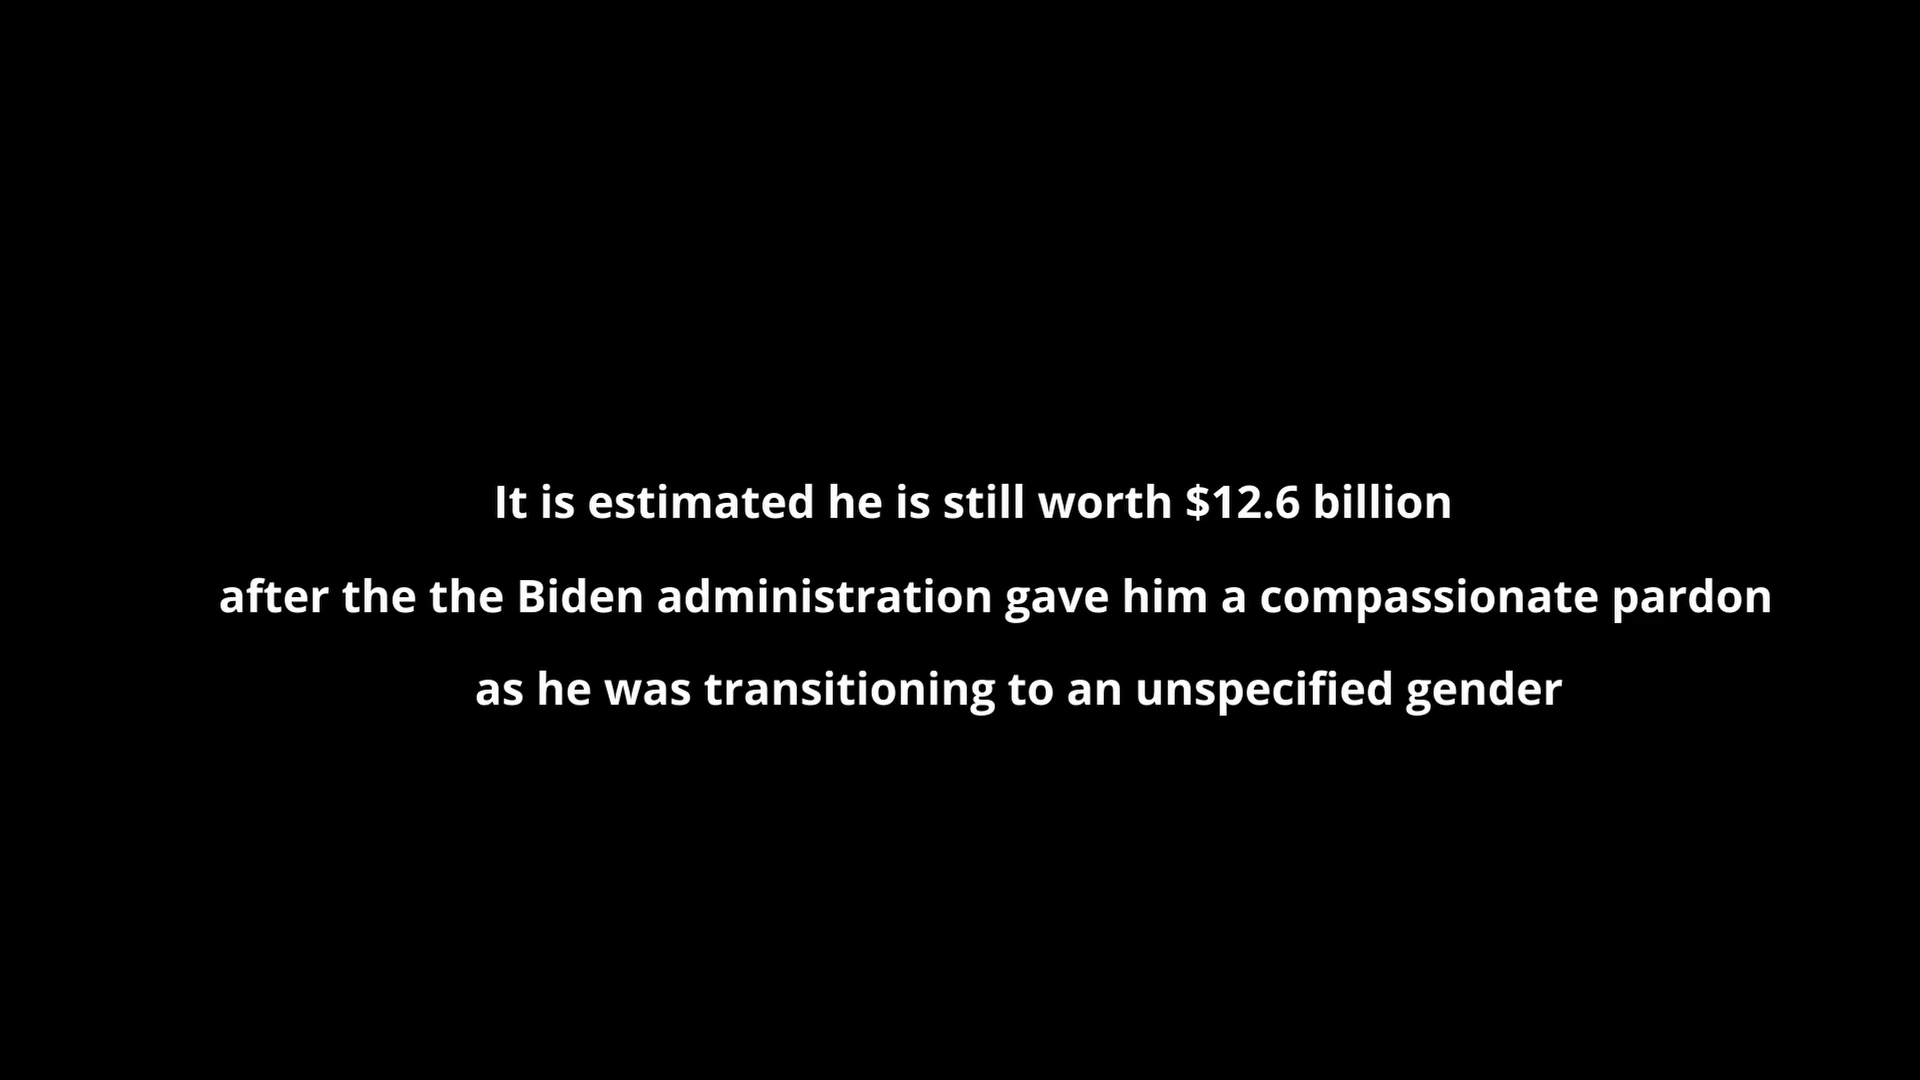 It is estimated he is still worth $12.6 billion
after the the Biden administration gave him a compassionate pardon
as he was transitioning to an unspecified gender